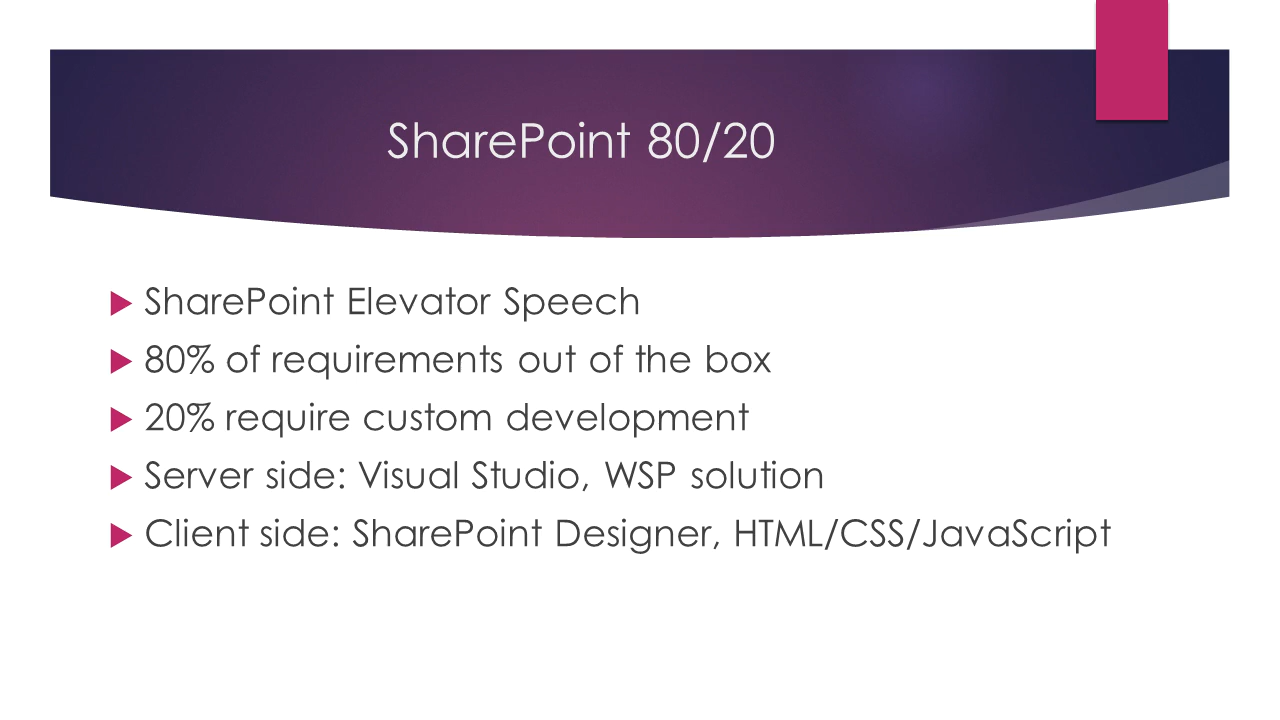 SharePoint 80/20
SharePoint Elevator Speech
80% of requirements out of the box
20% require custom development
Server side: Visual Studio, WSP solution
Client side: SharePoint Designer, HTML/CSS/JavaScript